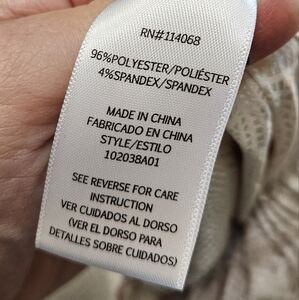 RN#114068
96%POLYESTER/POLIÉSTER
4%SPANDEX/SPANDEX
MADE IN CHINA
FABRICADO EN CHINA
STYLE/ESTILO
102038A01
SEE REVERSE FOR CARE
INSTRUCTION
VER CUIDADOS AL DORSO
(VER EL DORSO PARA
DETALLES SOBRE CUIDADOS)